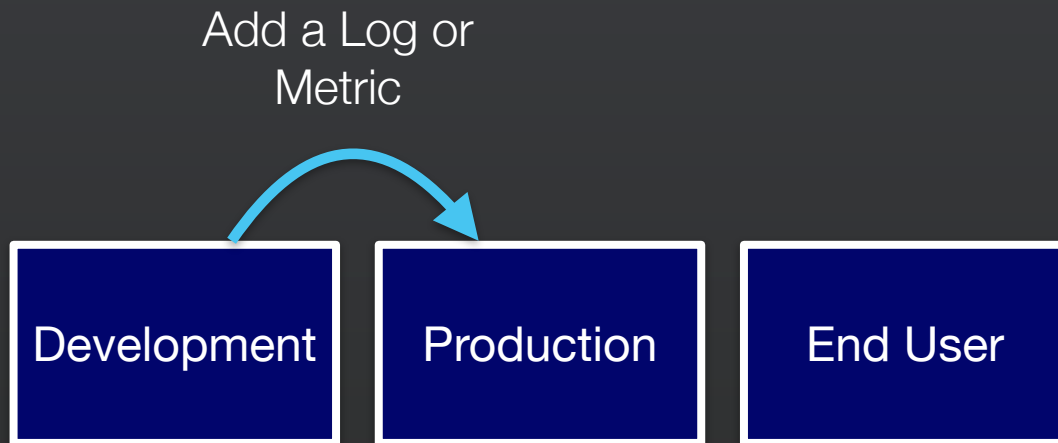 Add a Log or
Metric
Development
Production
End User